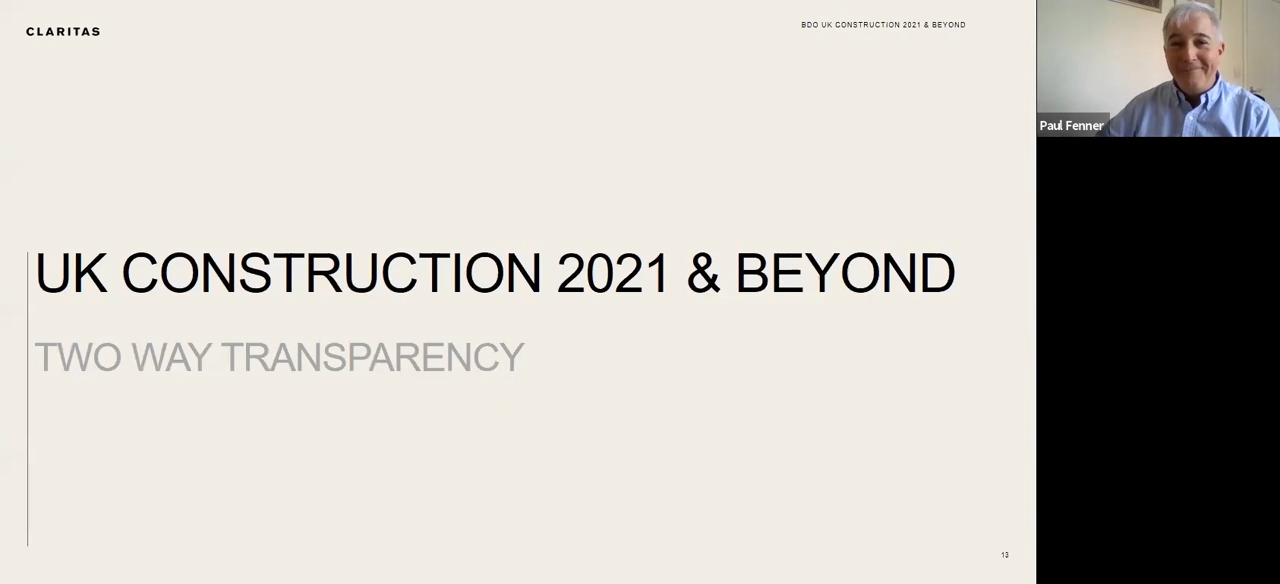 CLARITAS
BDO UK CONSTRUCTION 2021 & BEYOND
Paul Fenner
UK CONSTRUCTION 2021 & BEYOND
TWO WAY TRANSPARENCY
13